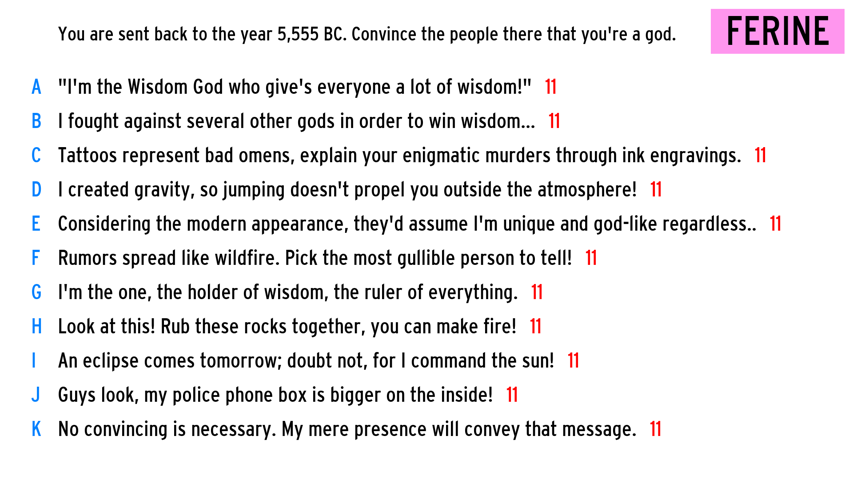 You are sent back to the year 5,555 BC. Convince the people there that you're a god. FERINE
A "I'm the Wisdom God who give's everyone a lot of wisdom!" 11
B I fought against several other gods in order to win wisdom... 11
C Tattoos represent bad omens, explain your enigmatic murders through ink engravings. 11
D I created gravity, so jumping doesn't propel you outside the atmosphere! 11
E Considering the modern appearance, they'd assume I'm unique and god-like regardless.. 11
F Rumors spread like wildfire. Pick the most gullible person to tell! 11
G I'm the one, the holder of wisdom, the ruler of everything. 11
H Look at this! Rub these rocks together, you can make fire! 11
I An eclipse comes tomorrow; doubt not, for I command the sun! 11
J Guys look, my police phone box is bigger on the inside! 11
K No convincing is necessary. My mere presence will convey that message. 11